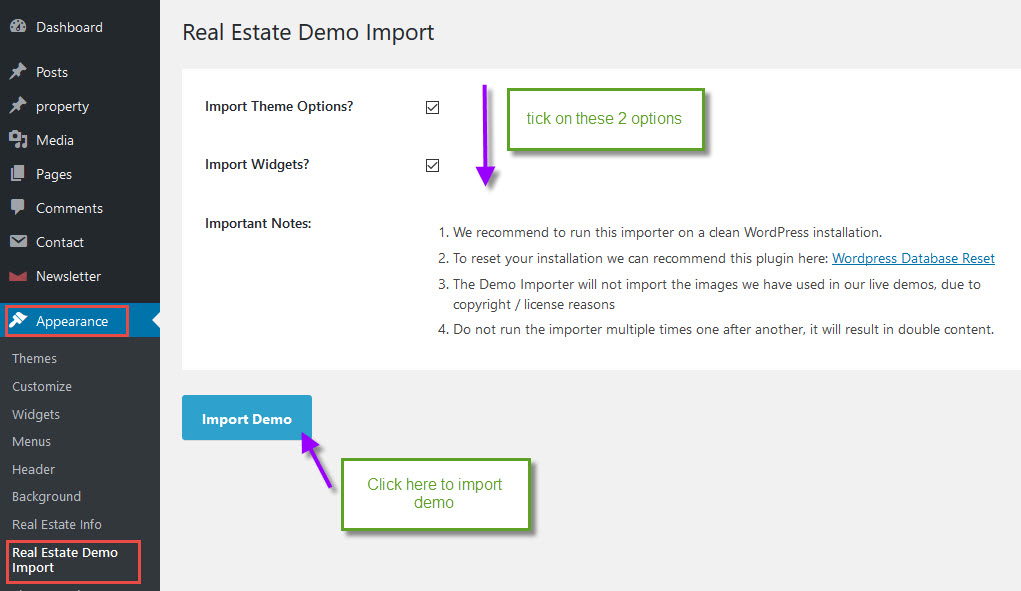 Dashboard
Posts
property
Media
Pages
Comments
Contact
Newsletter
Appearance
Themes
Customize
Widgets
Menus
Header
Background
Real Estate Info
Real Estate Demo
Import
Real Estate Demo Import
Import Theme Options?
tick on these 2 options
Import Widgets?
Important Notes:
1. We recommend to run this importer on a clean WordPress installation.
2. To reset your installation we can recommend this plugin here: Wordpress Database Reset
3. The Demo Importer will not import the images we have used in our live demos, due to
copyright / license reasons
4. Do not run the importer multiple times one after another, it will result in double content.
Import Demo
Click here to import
demo